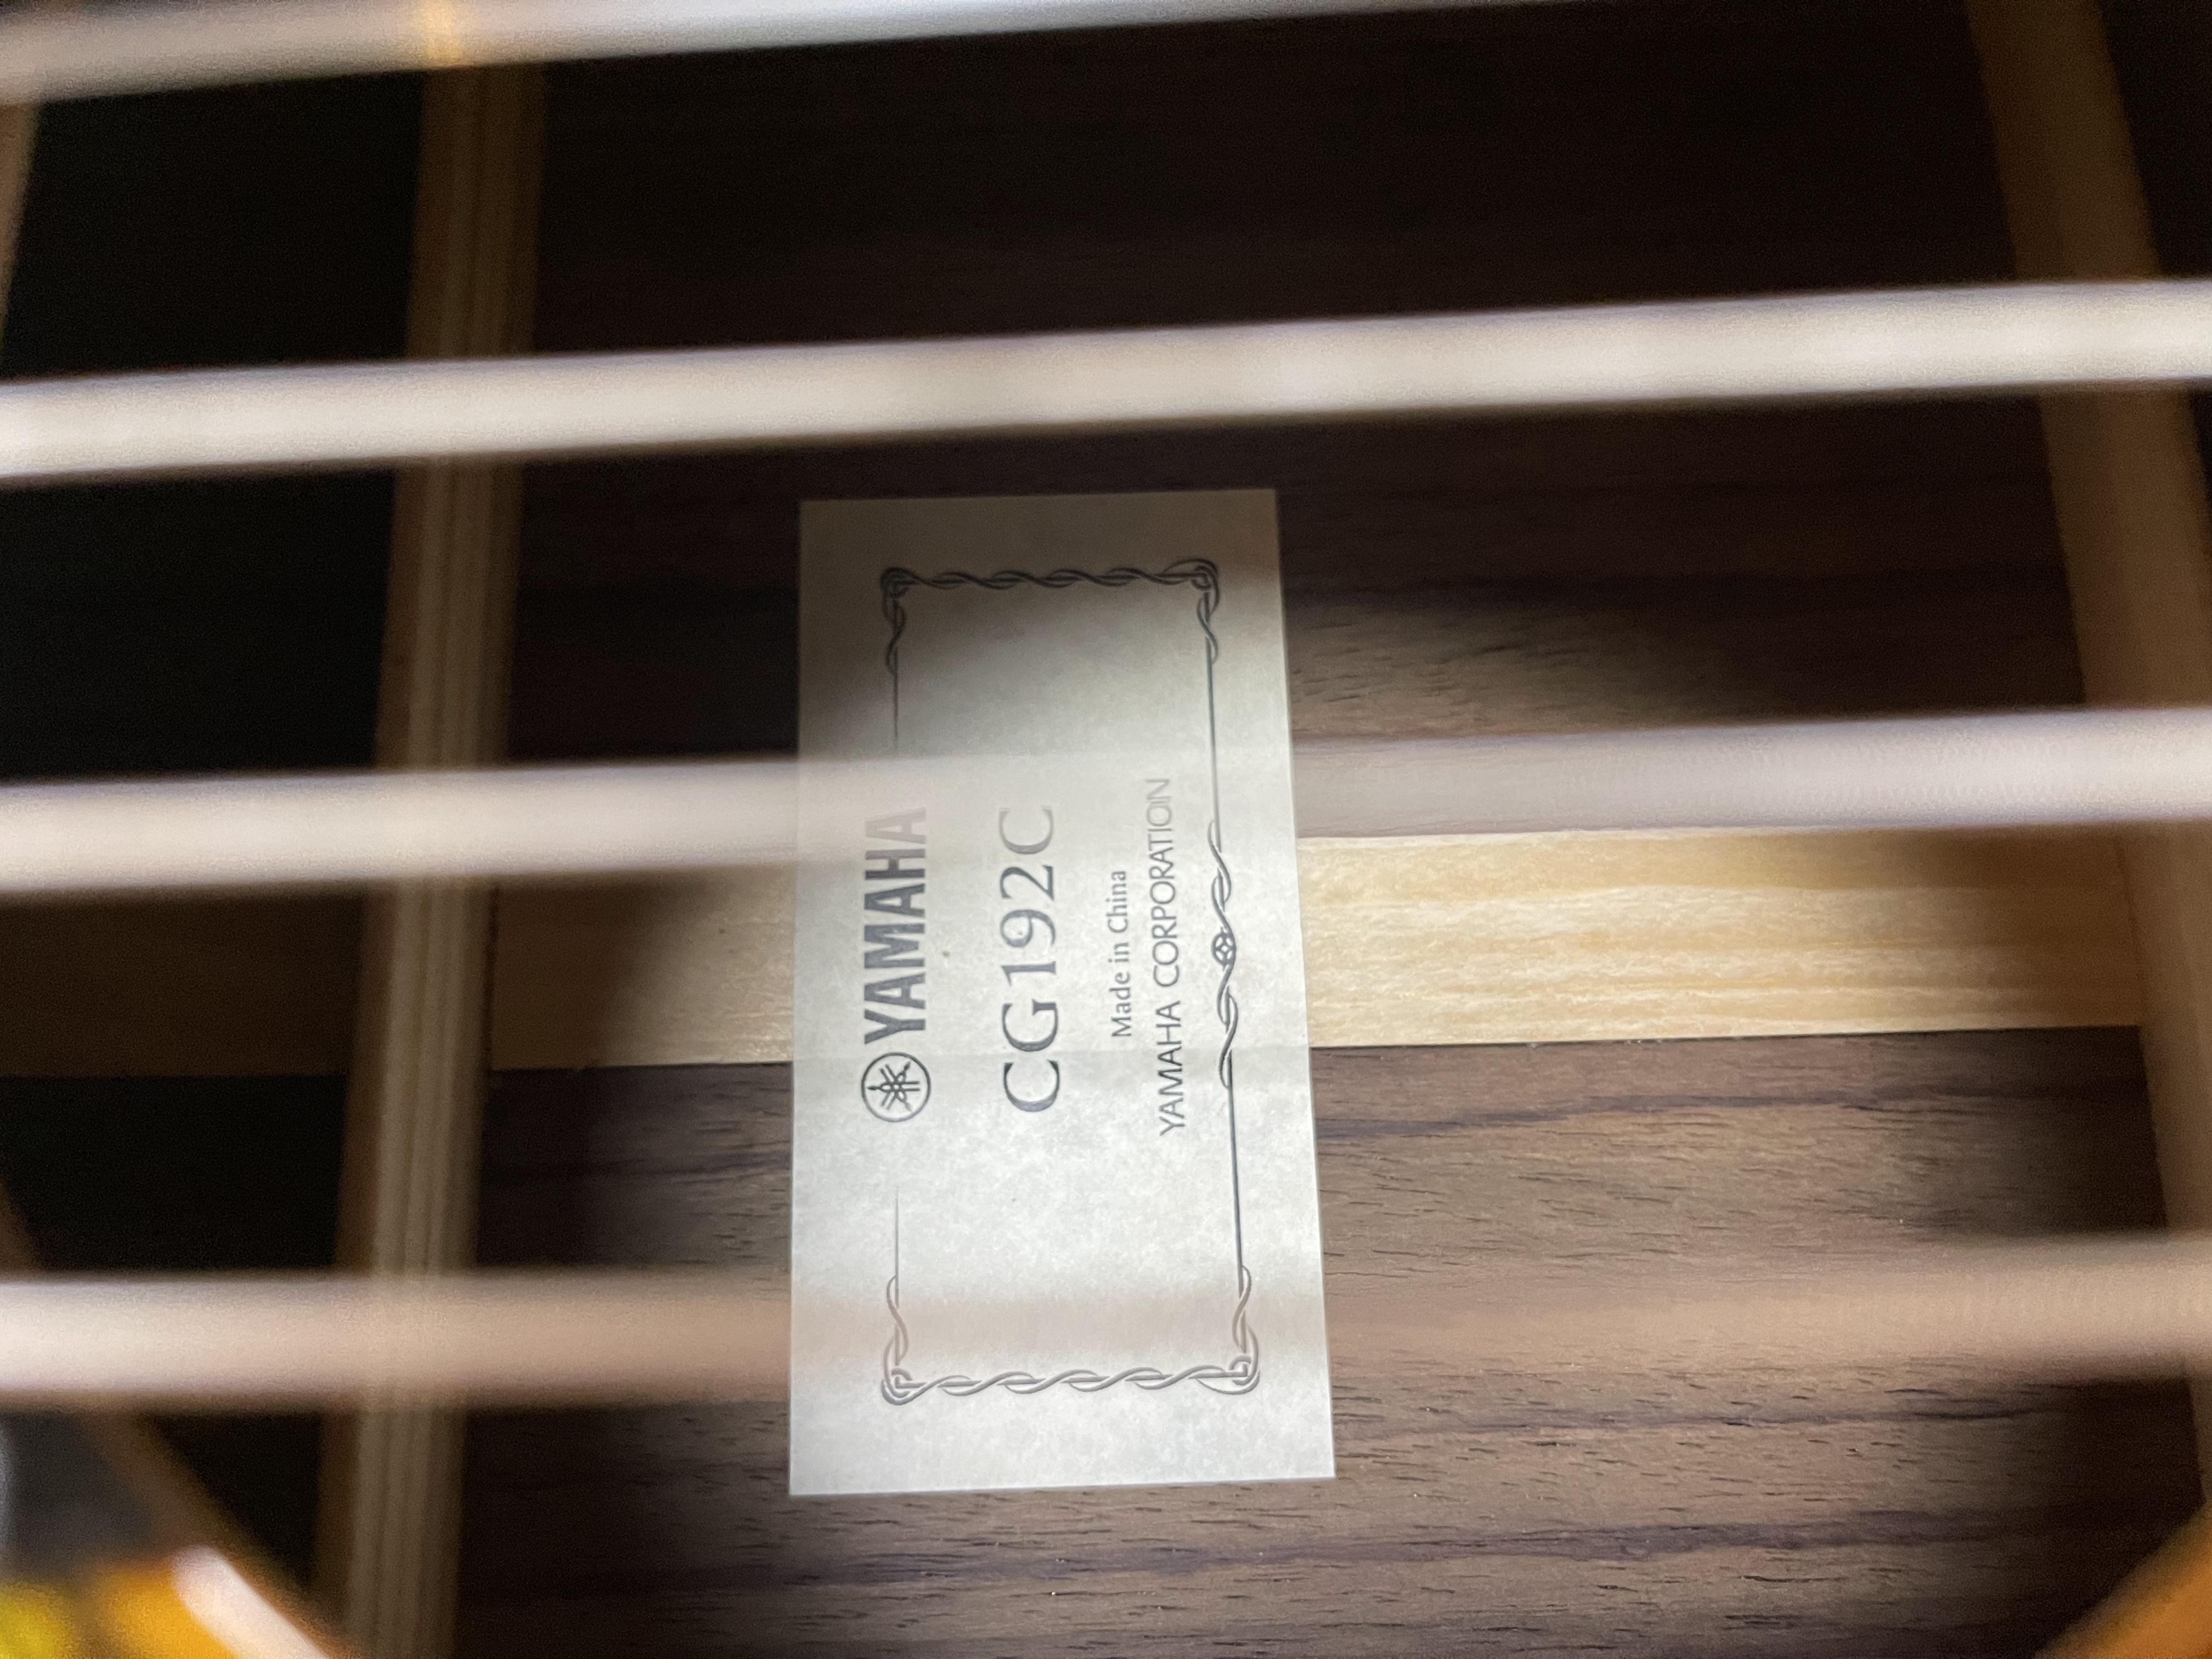 YAMAHA
CG192C
Made in China
YAMAHA CORPORATION